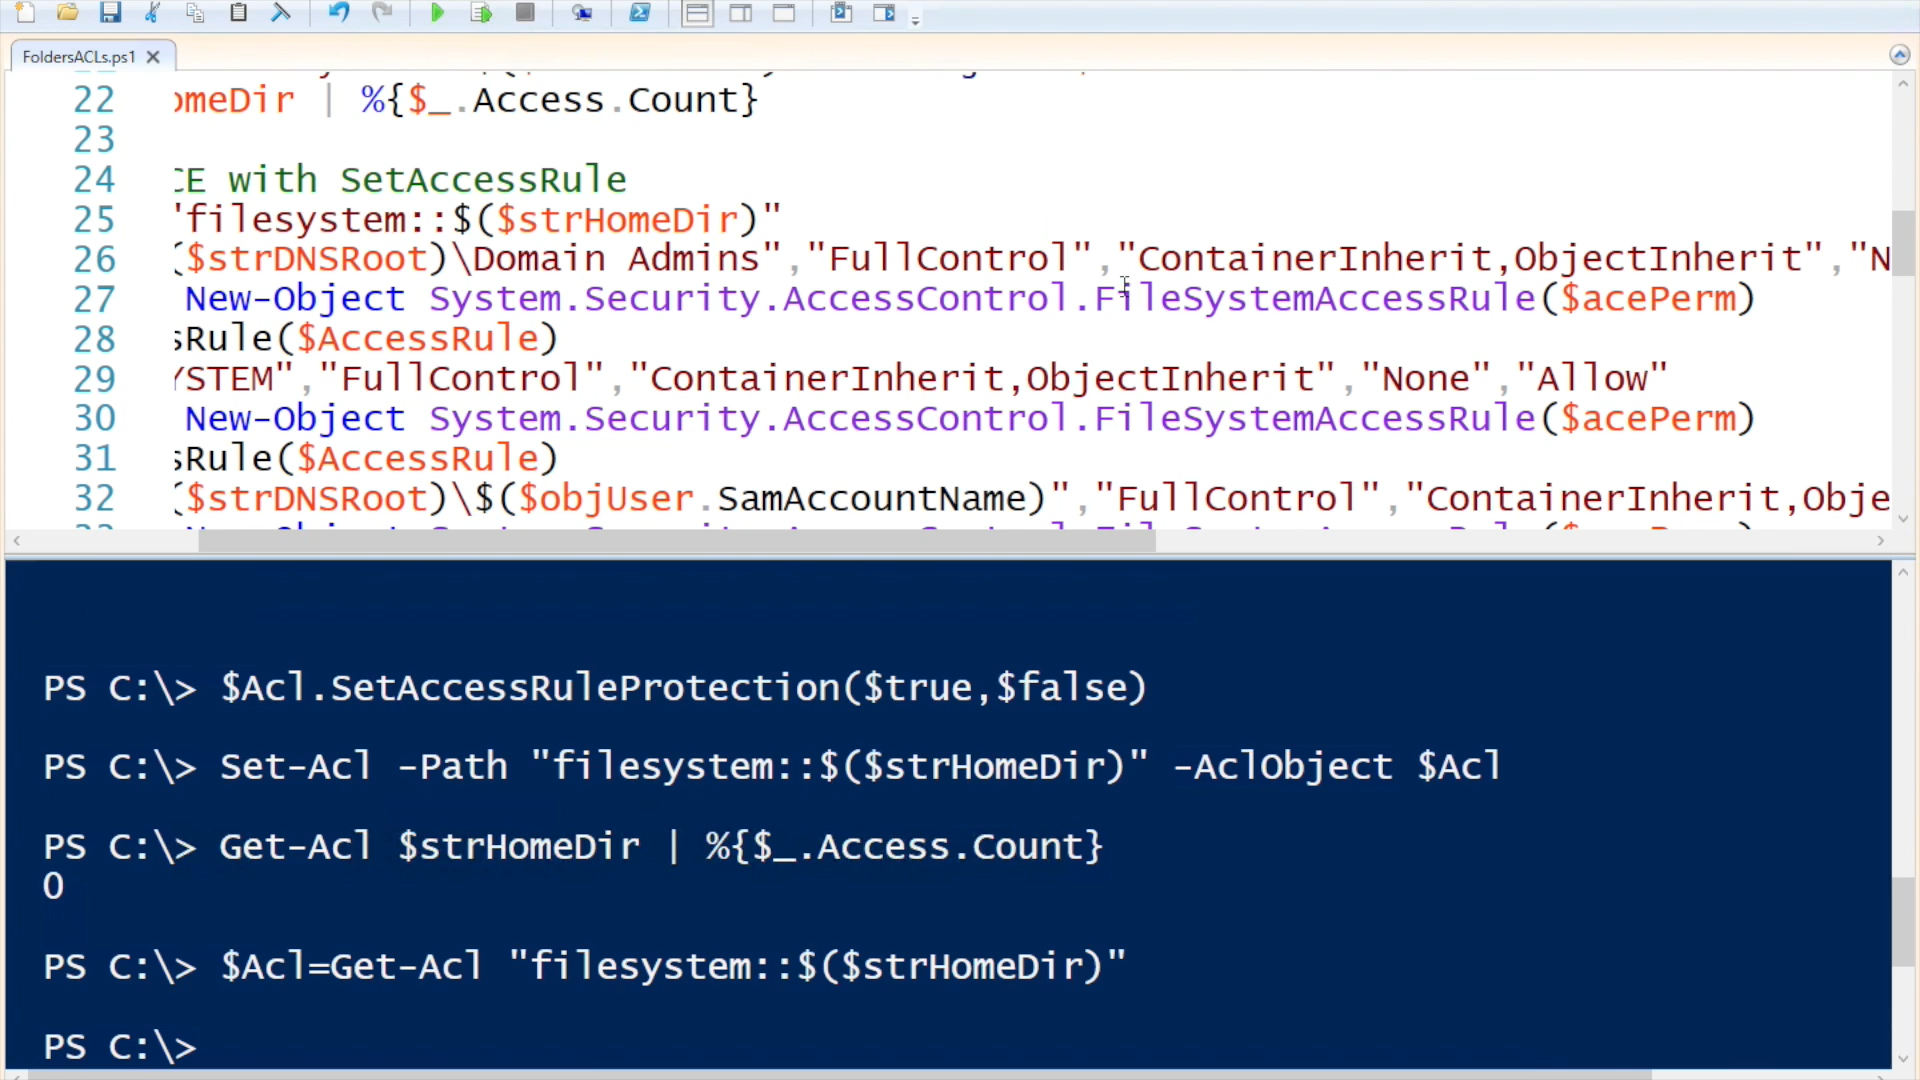 FoldersACLs.ps1
22 omeDir | %{$_.Access.Count}
23
24 CE with SetAccessRule
25 "filesystem::$($strHomeDir)"
26 ($strDNSRoot)\Domain Admins","FullControl","ContainerInherit,ObjectInherit","N
27 New-Object System.Security.AccessControl.FileSystemAccessRule($acePerm)
28 sRule($AccessRule)
29 YSTEM","FullControl","ContainerInherit,ObjectInherit","None","Allow"
30 New-Object System.Security.AccessControl.FileSystemAccessRule($acePerm)
31 sRule($AccessRule)
32 ($strDNSRoot)\$($objUser.SamAccountName)","FullControl","ContainerInherit,Obje
PS C:\> $Acl.SetAccessRuleProtection($true,$false)
PS C:\> Set-Acl -Path "filesystem::$($strHomeDir)" -AclObject $Acl
PS C:\> Get-Acl $strHomeDir | %{$_.Access.Count}
0
PS C:\> $Acl=Get-Acl "filesystem::$($strHomeDir)"
PS C:\>